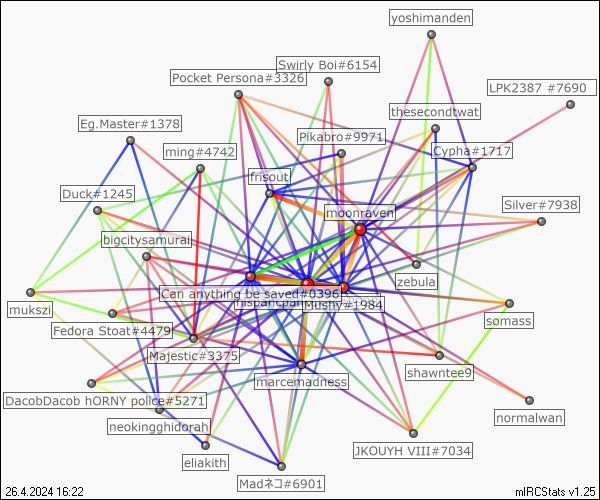 yoshimanden
Swirly Boi#6154
Pocket Persona#3326
LPK2387 #7690
thesecondtwat
Eg.Master#1378
Pikabro#9971
ming#4742
Cypha#1717
frisout
Duck#1245
Silver#7938
moonraven
bigcitysamurai
zebula
Can anything be saved#0396
Mushy#1984
mukszi
somass
Fedora Stoat#4479
Majestic#3375
shawntee9
marcemadness
DacobDacob hORNY police#5271
normalwan
neokingghidorah
JKOUYH VIII#7034
eliakith
Madネコ#6901
26.4.2024 16:22
mIRCStats v1.25